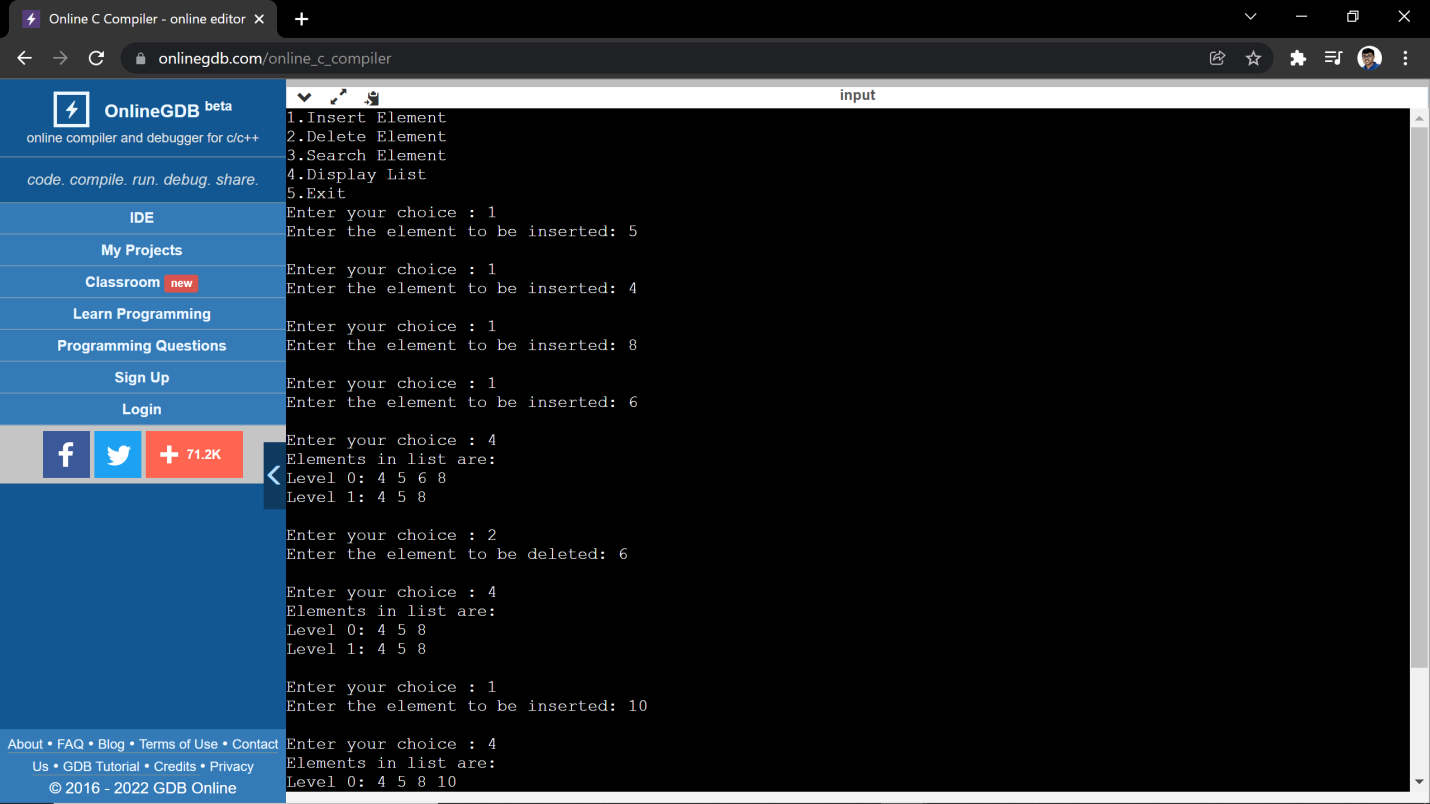 Online C Compiler - online editor
onlinegdb.com/online_c_compiler
OnlineGDB beta
online compiler and debugger for c/c++
code. compile. run. debug. share.
IDE
My Projects
Classroom new
Learn Programming
Programming Questions
Sign Up
Login
f
+ 71.2K
About • FAQ • Blog • Terms of Use • Contact
Us • GDB Tutorial • Credits • Privacy
© 2016 - 2022 GDB Online
input
1.Insert Element
2.Delete Element
3.Search Element
4.Display List
5.Exit
Enter your choice : 1
Enter the element to be inserted: 5
Enter your choice : 1
Enter the element to be inserted: 4
Enter your choice : 1
Enter the element to be inserted: 8
Enter your choice : 1
Enter the element to be inserted: 6
Enter your choice : 4
Elements in list are:
Level 0: 4 5 6 8
Level 1: 4 5 8
Enter your choice : 2
Enter the element to be deleted: 6
Enter your choice : 4
Elements in list are:
Level 0: 4 5 8
Level 1: 4 5 8
Enter your choice : 1
Enter the element to be inserted: 10
Enter your choice : 4
Elements in list are:
Level 0: 4 5 8 10